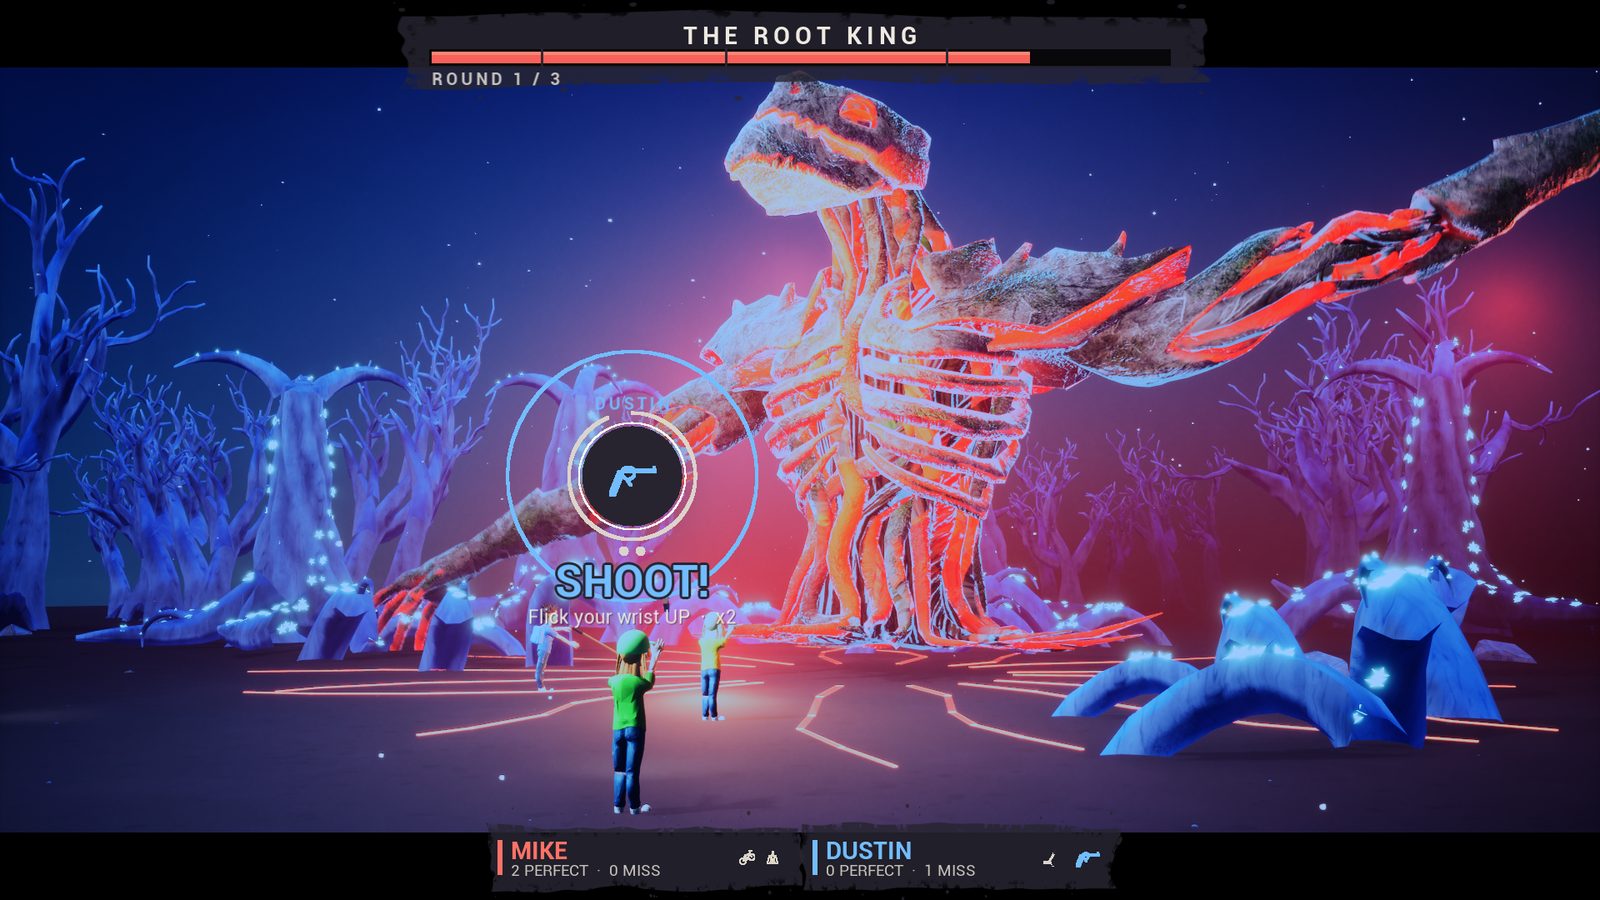 THE ROOT KING
ROUND 1 / 3
DUSTIN
SHOOT!
Flick your wrist UP · x2
MIKE
2 PERFECT · 0 MISS
DUSTIN
0 PERFECT · 1 MISS